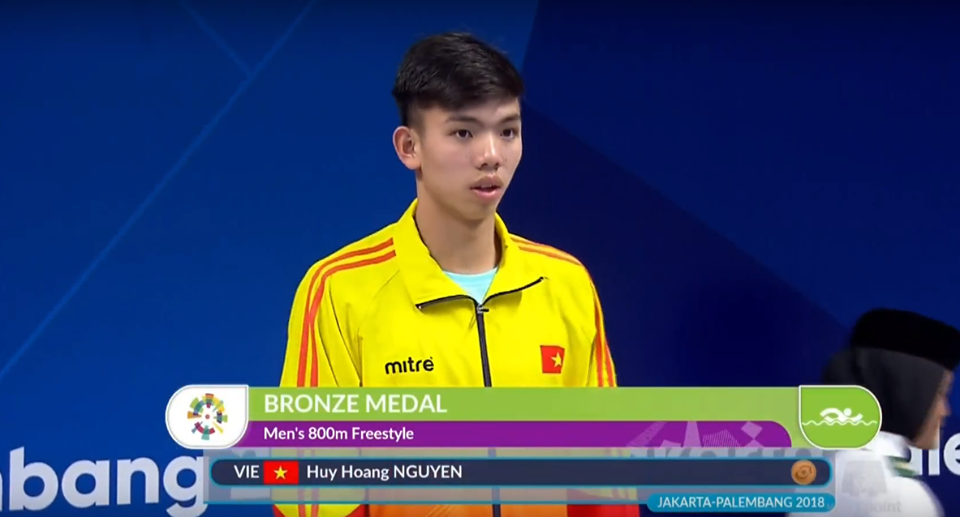 mitre
BRONZE MEDAL
Men's 800m Freestyle
mbang
VIE Huy Hoang NGUYEN
JAKARTA-PALEMBANG 2018